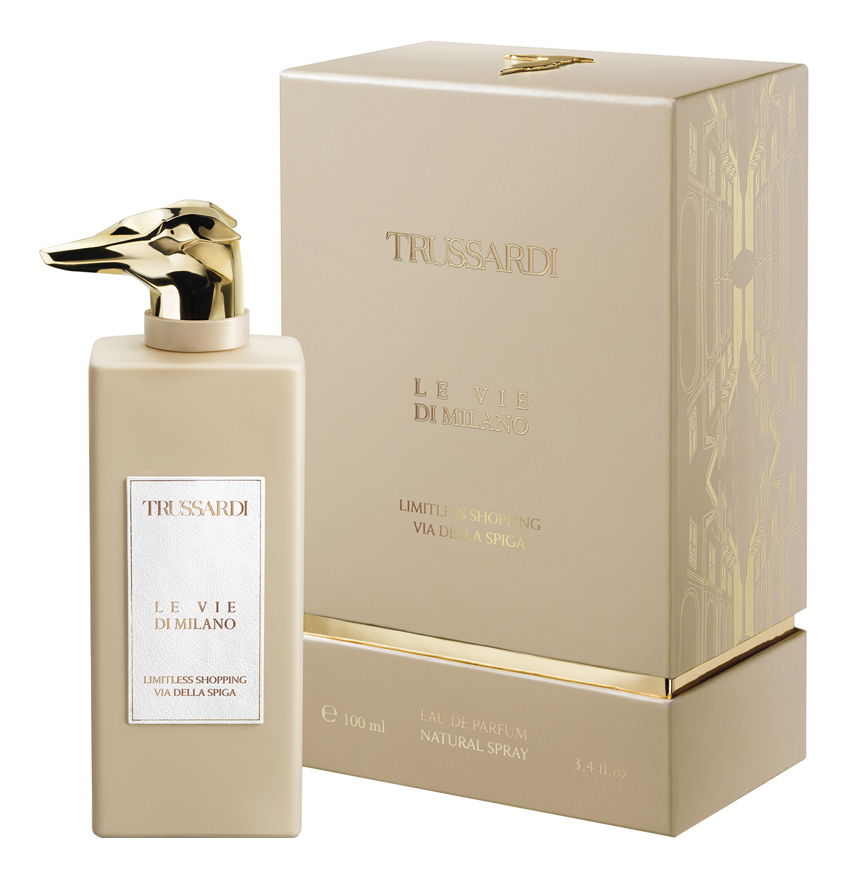 TRUSSARDI
LE VIE
DI MILANO
LIMITLESS SHOPPING
VIA DELLA SPIGA
TRUSSARDI
LE VIE
DI MILANO
LIMITLESS SHOPPING
VIA DELLA SPIGA
℮ 100 ml
EAU DE PARFUM
NATURAL SPRAY
3.4 fl.oz